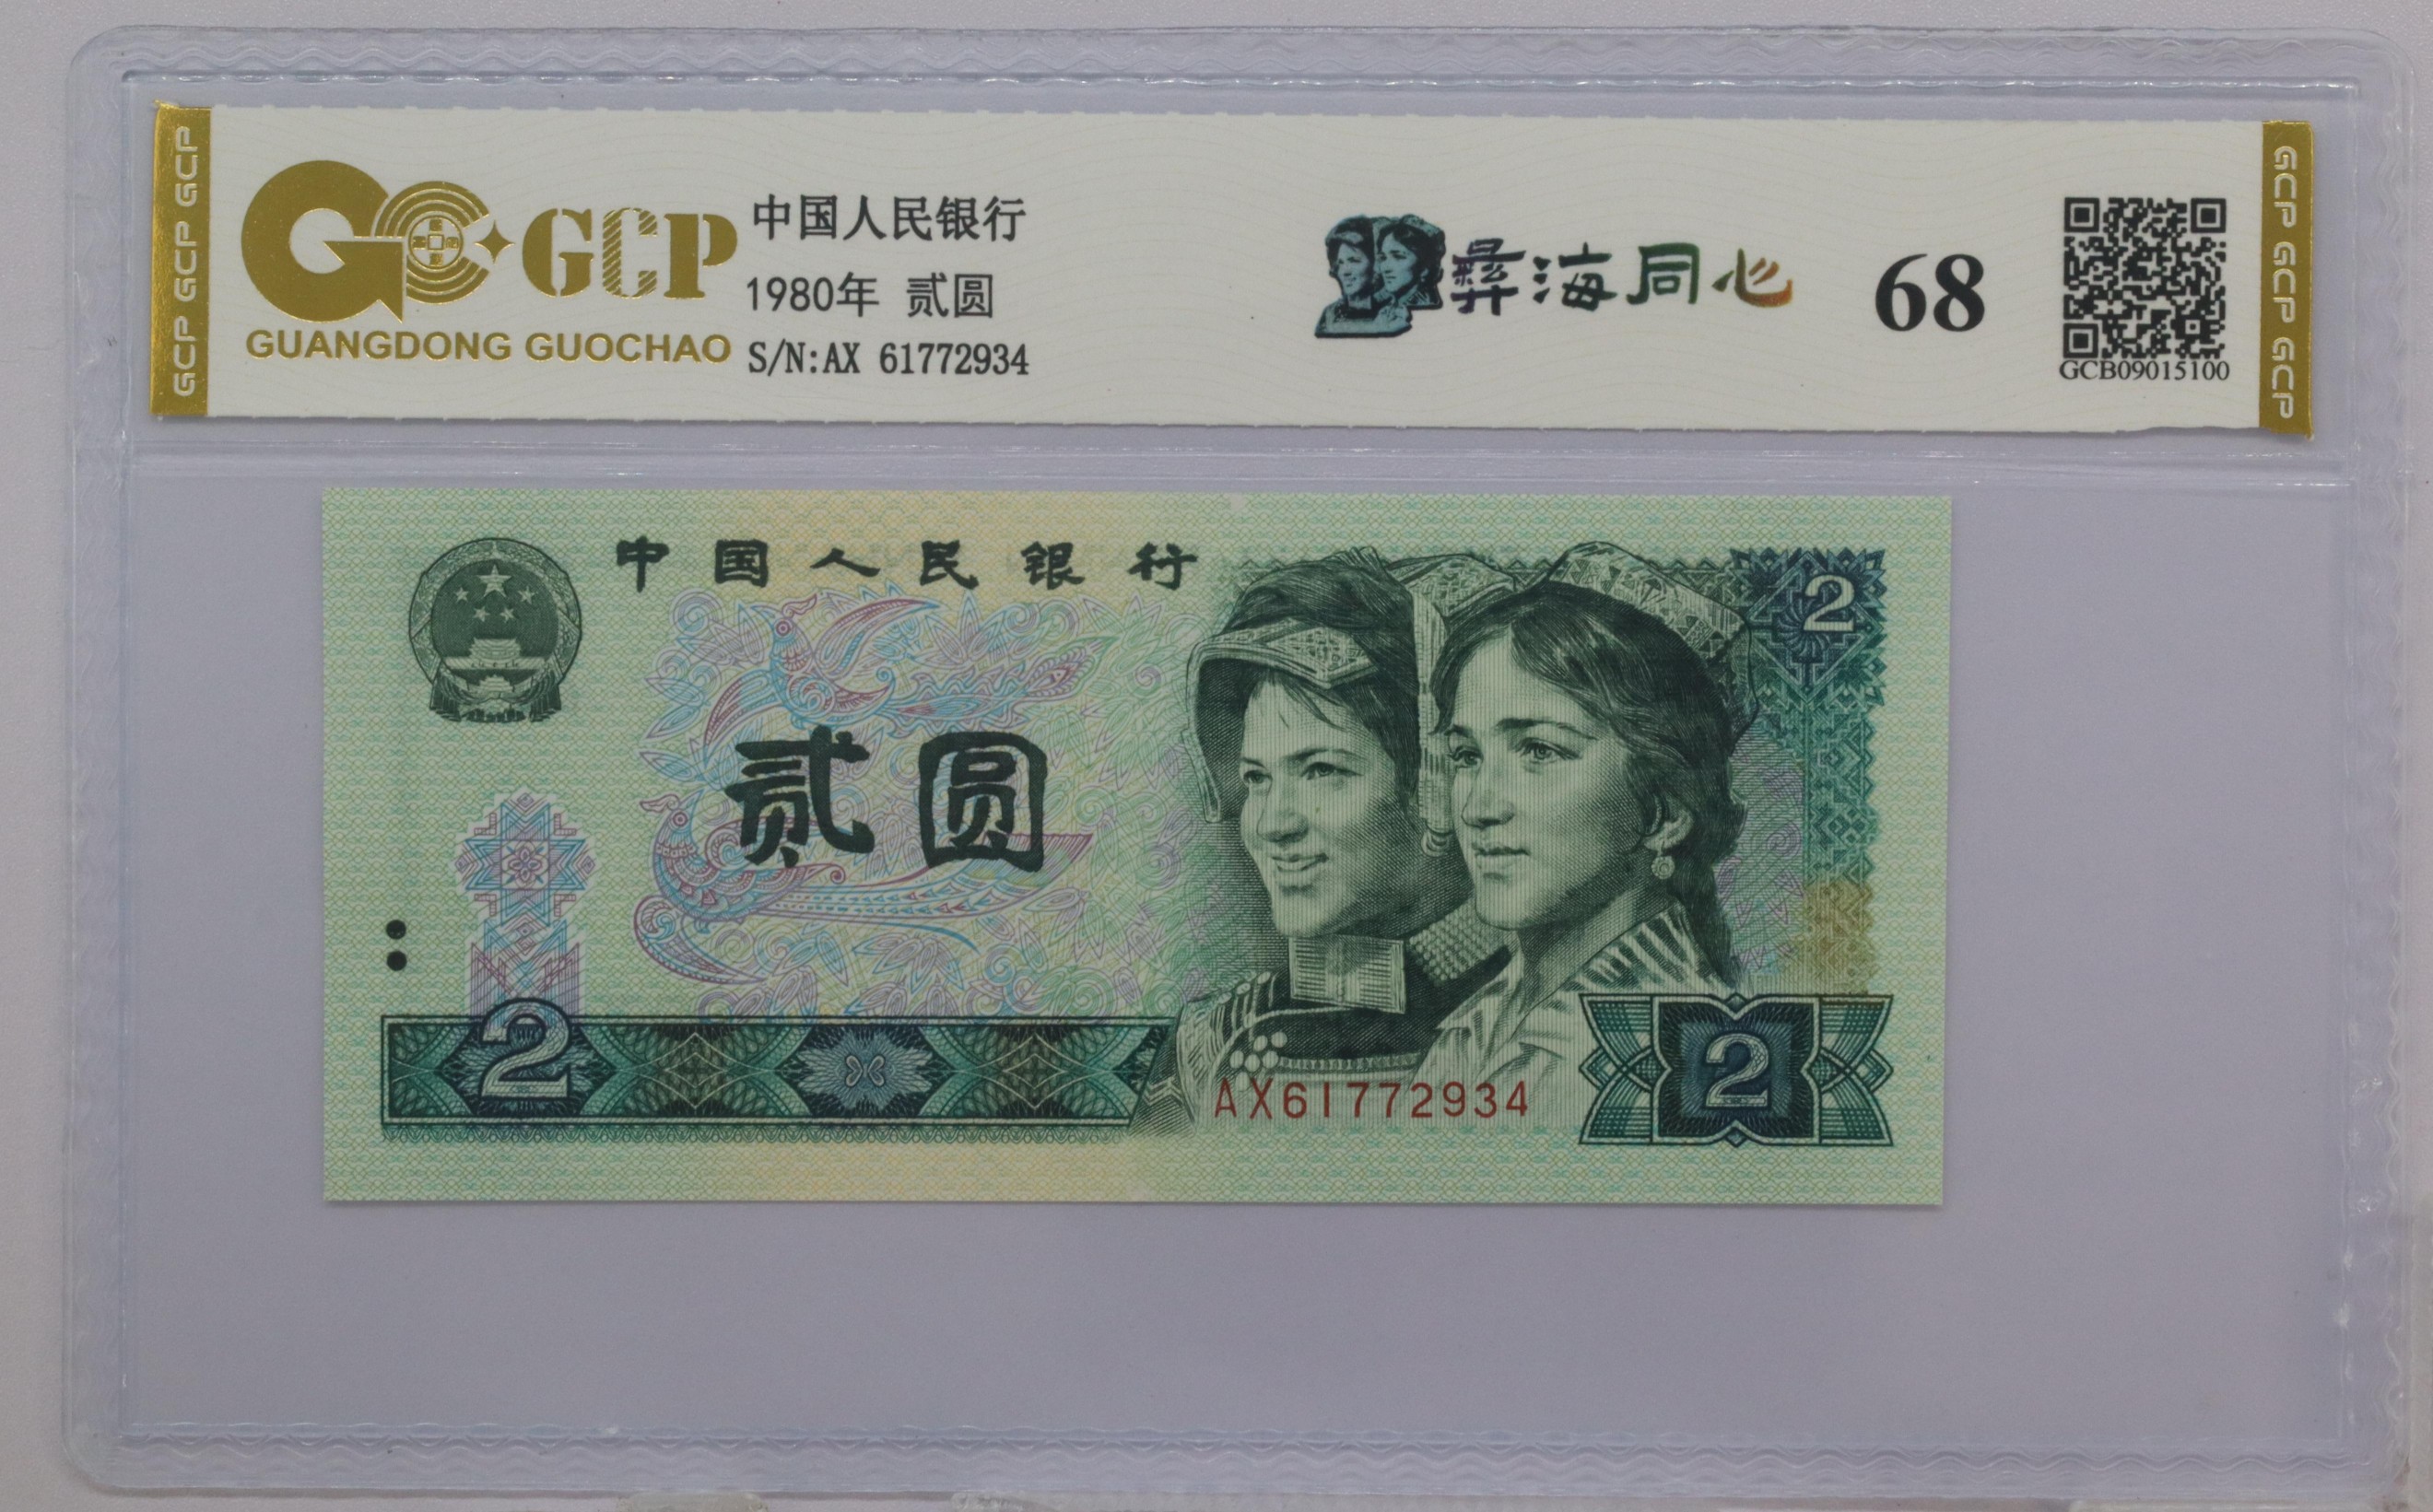 GCP GCP GCP
GCP
GUANGDONG GUOCHAO
中国人民银行
1980年 贰圆
S/N:AX 61772934
彝海同心
68
GCB09015100
GCP GCP GCP
中国人民银行
2
贰圆
2
AX61772934
2